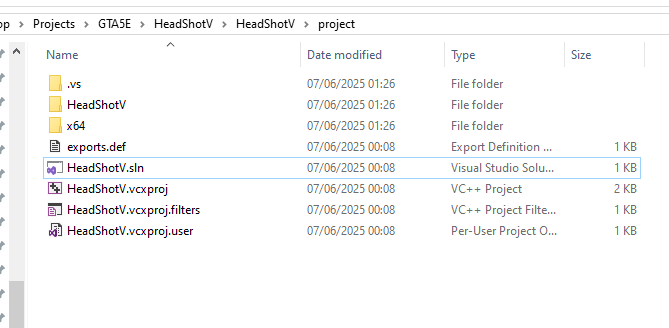 op > Projects > GTA5E > HeadShotV > HeadShotV > project
Name Date modified Type Size
.vs 07/06/2025 01:26 File folder
HeadShotV 07/06/2025 01:26 File folder
x64 07/06/2025 01:26 File folder
exports.def 07/06/2025 00:08 Export Definition ... 1 KB
HeadShotV.sln 07/06/2025 00:08 Visual Studio Solu... 1 KB
HeadShotV.vcxproj 07/06/2025 00:08 VC++ Project 2 KB
HeadShotV.vcxproj.filters 07/06/2025 00:08 VC++ Project Filte... 1 KB
HeadShotV.vcxproj.user 07/06/2025 00:08 Per-User Project O... 1 KB